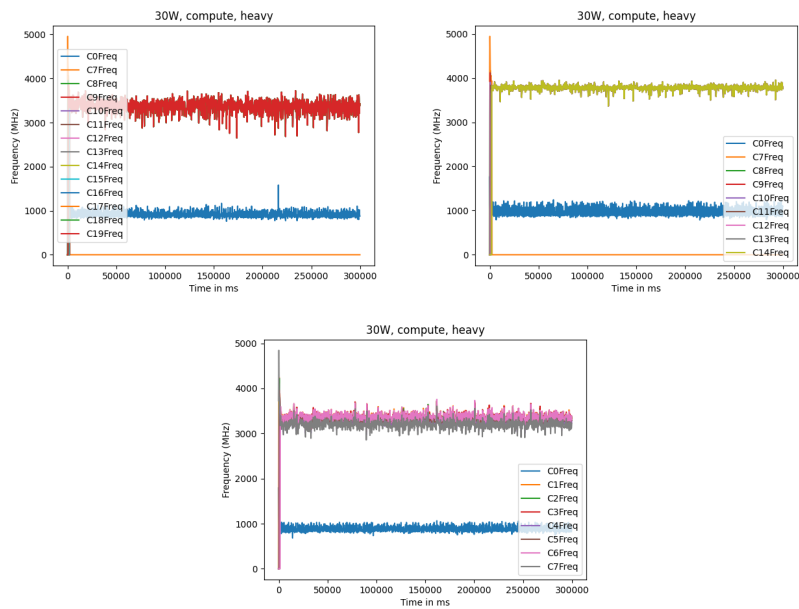 30W, compute, heavy
Frequency (MHz)
5000
4000
3000
2000
1000
0
C0Freq
C7Freq
C8Freq
C9Freq
C10Freq
C11Freq
C12Freq
C13Freq
C14Freq
C15Freq
C16Freq
C17Freq
C18Freq
C19Freq
0 50000 100000 150000 200000 250000 300000
Time in ms
30W, compute, heavy
Frequency (MHz)
5000
4000
3000
2000
1000
0
C0Freq
C7Freq
C8Freq
C9Freq
C10Freq
C11Freq
C12Freq
C13Freq
C14Freq
0 50000 100000 150000 200000 250000 300000
Time in ms
30W, compute, heavy
Frequency (MHz)
5000
4000
3000
2000
1000
0
C0Freq
C1Freq
C2Freq
C3Freq
C4Freq
C5Freq
C6Freq
C7Freq
0 50000 100000 150000 200000 250000 300000
Time in ms